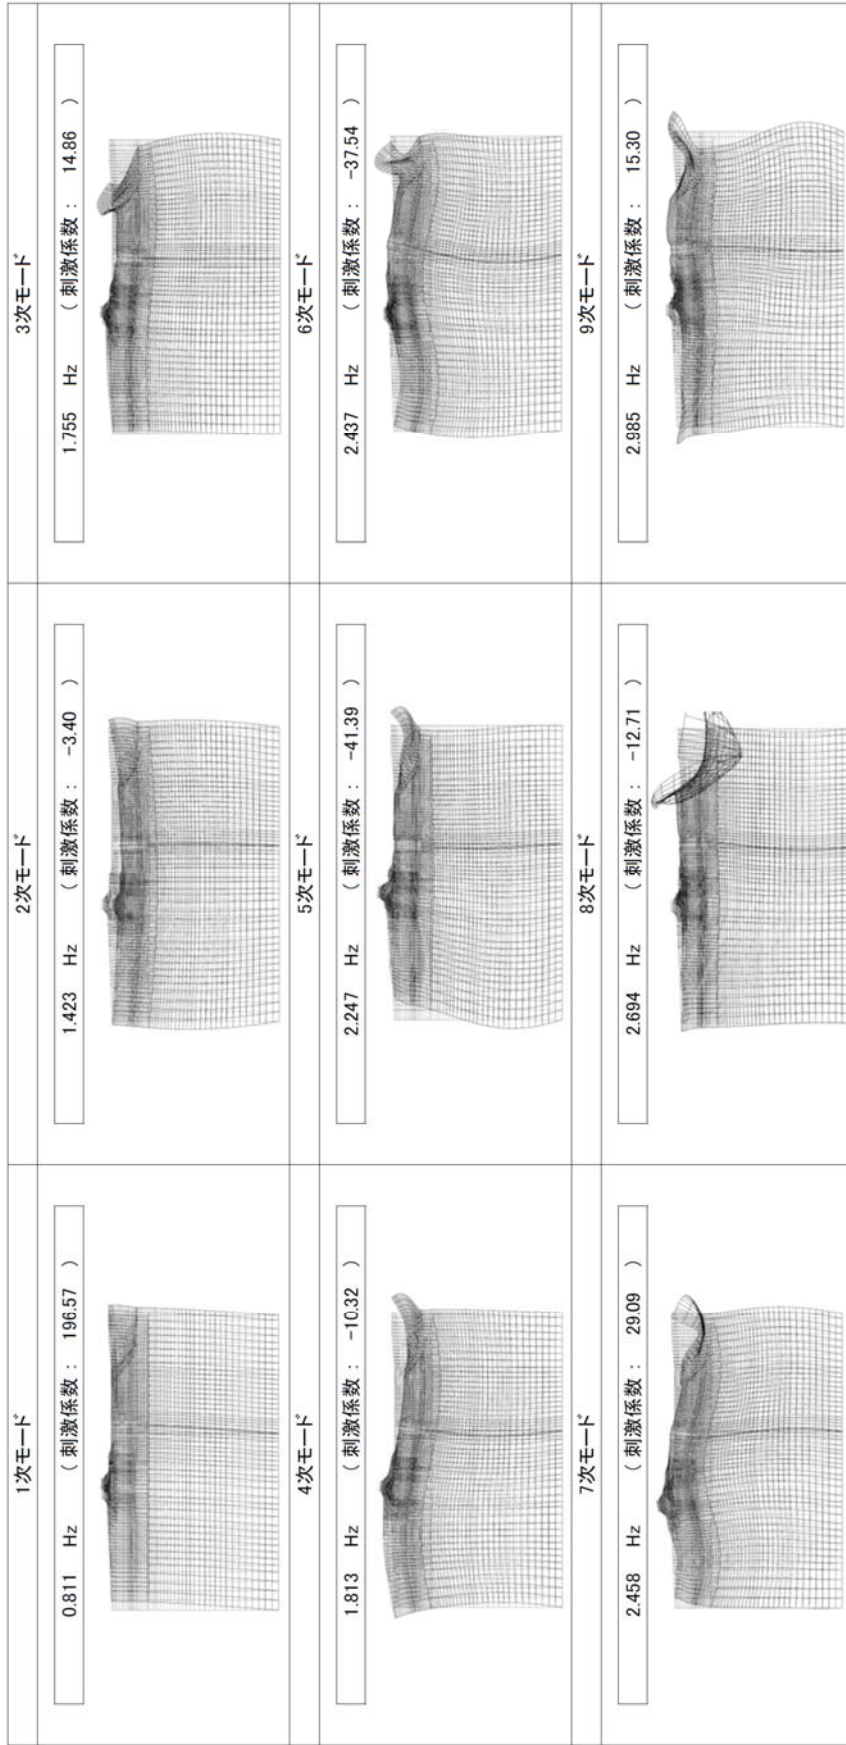 1次モード
0.811 Hz ( 刺激係数 : 196.57 )
2次モード
1.423 Hz ( 刺激係数 : -3.40 )
3次モード
1.755 Hz ( 刺激係数 : 14.86 )
4次モード
1.813 Hz ( 刺激係数 : -10.32 )
5次モード
2.247 Hz ( 刺激係数 : -41.39 )
6次モード
2.437 Hz ( 刺激係数 : -37.54 )
7次モード
2.458 Hz ( 刺激係数 : 29.09 )
8次モード
2.694 Hz ( 刺激係数 : -12.71 )
9次モード
2.985 Hz ( 刺激係数 : 15.30 )